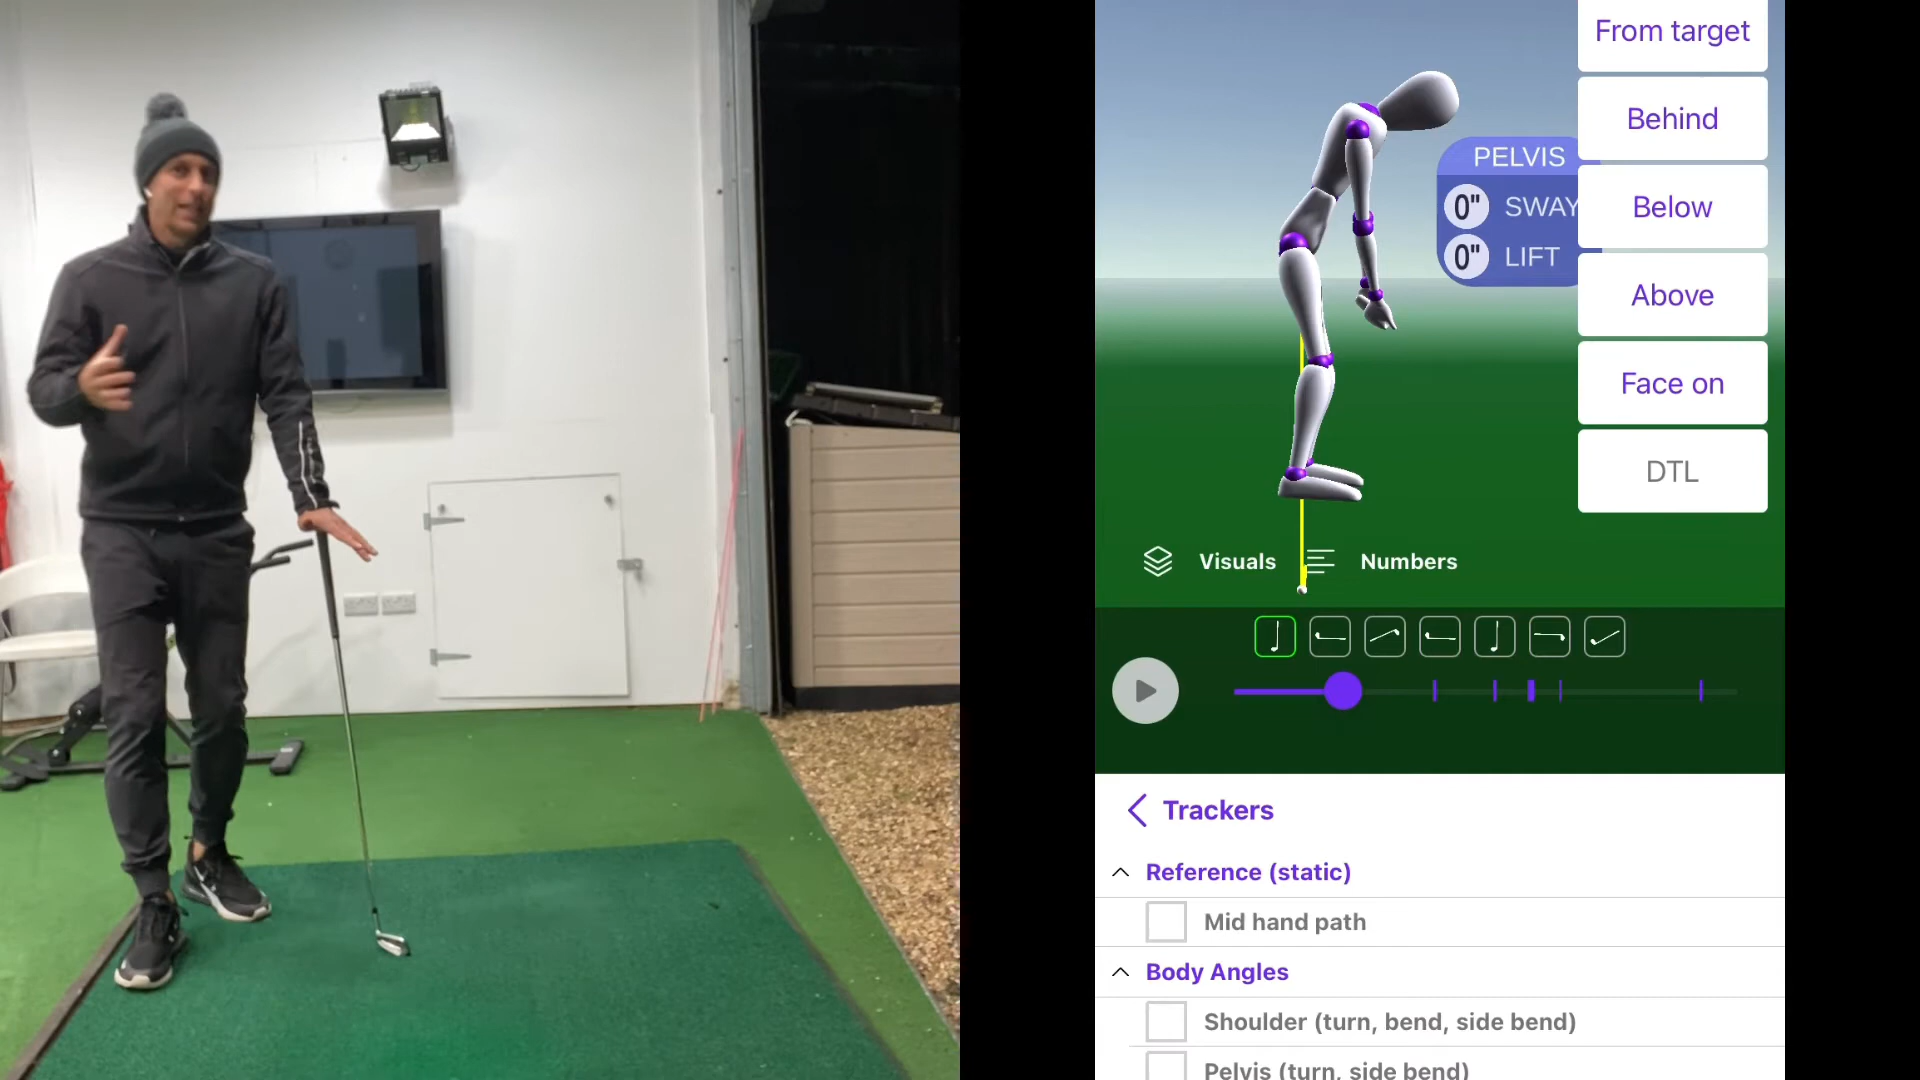 From target
Behind
PELVIS
0" SWAY
Below
0" LIFT
Above
Face on
DTL
Visuals
Numbers
Trackers
Reference (static)
Mid hand path
Body Angles
Shoulder (turn, bend, side bend)
Pelvis (turn, side bend)